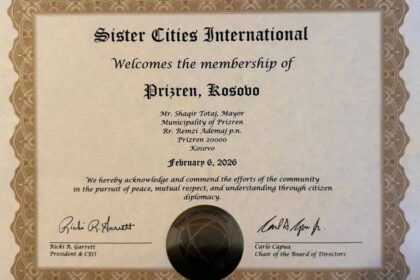 Sister Cities International
Welcomes the membership of
Prizren, Kosovo
Mr. Shaqir Totaj, Mayor
Municipality of Prizren
Rr. Remzi Ademaj p.n.
Prizren 20000
Kosovo
February 6, 2026
We hereby acknowledge and commend the efforts of the community
in the pursuit of peace, mutual respect, and understanding through citizen
diplomacy.
Ricki R. Garrett
President & CEO
Carlo Capua
Chair of the Board of Directors